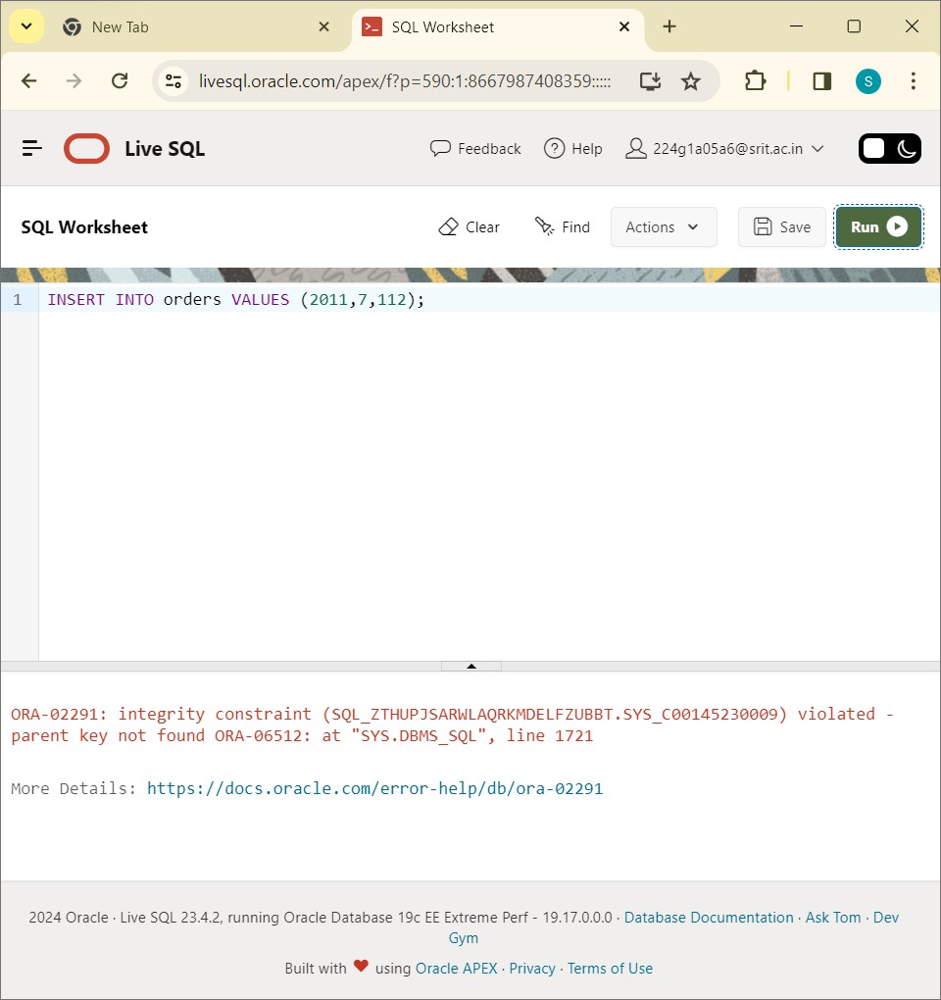 New Tab
SQL Worksheet
livesql.oracle.com/apex/f?p=590:1:8667987408359:::::
S
Live SQL
Feedback
Help
224g1a05a6@srit.ac.in
SQL Worksheet
Clear
Find
Actions
Save
Run
1 INSERT INTO orders VALUES (2011,7,112);
ORA-02291: integrity constraint (SQL_ZTHUPJSARWLAQRKMDELFZUBBT.SYS_C00145230009) violated -
parent key not found ORA-06512: at "SYS.DBMS_SQL", line 1721
More Details: https://docs.oracle.com/error-help/db/ora-02291
2024 Oracle · Live SQL 23.4.2, running Oracle Database 19c EE Extreme Perf - 19.17.0.0.0 · Database Documentation · Ask Tom · Dev
Gym
Built with ❤ using Oracle APEX · Privacy · Terms of Use